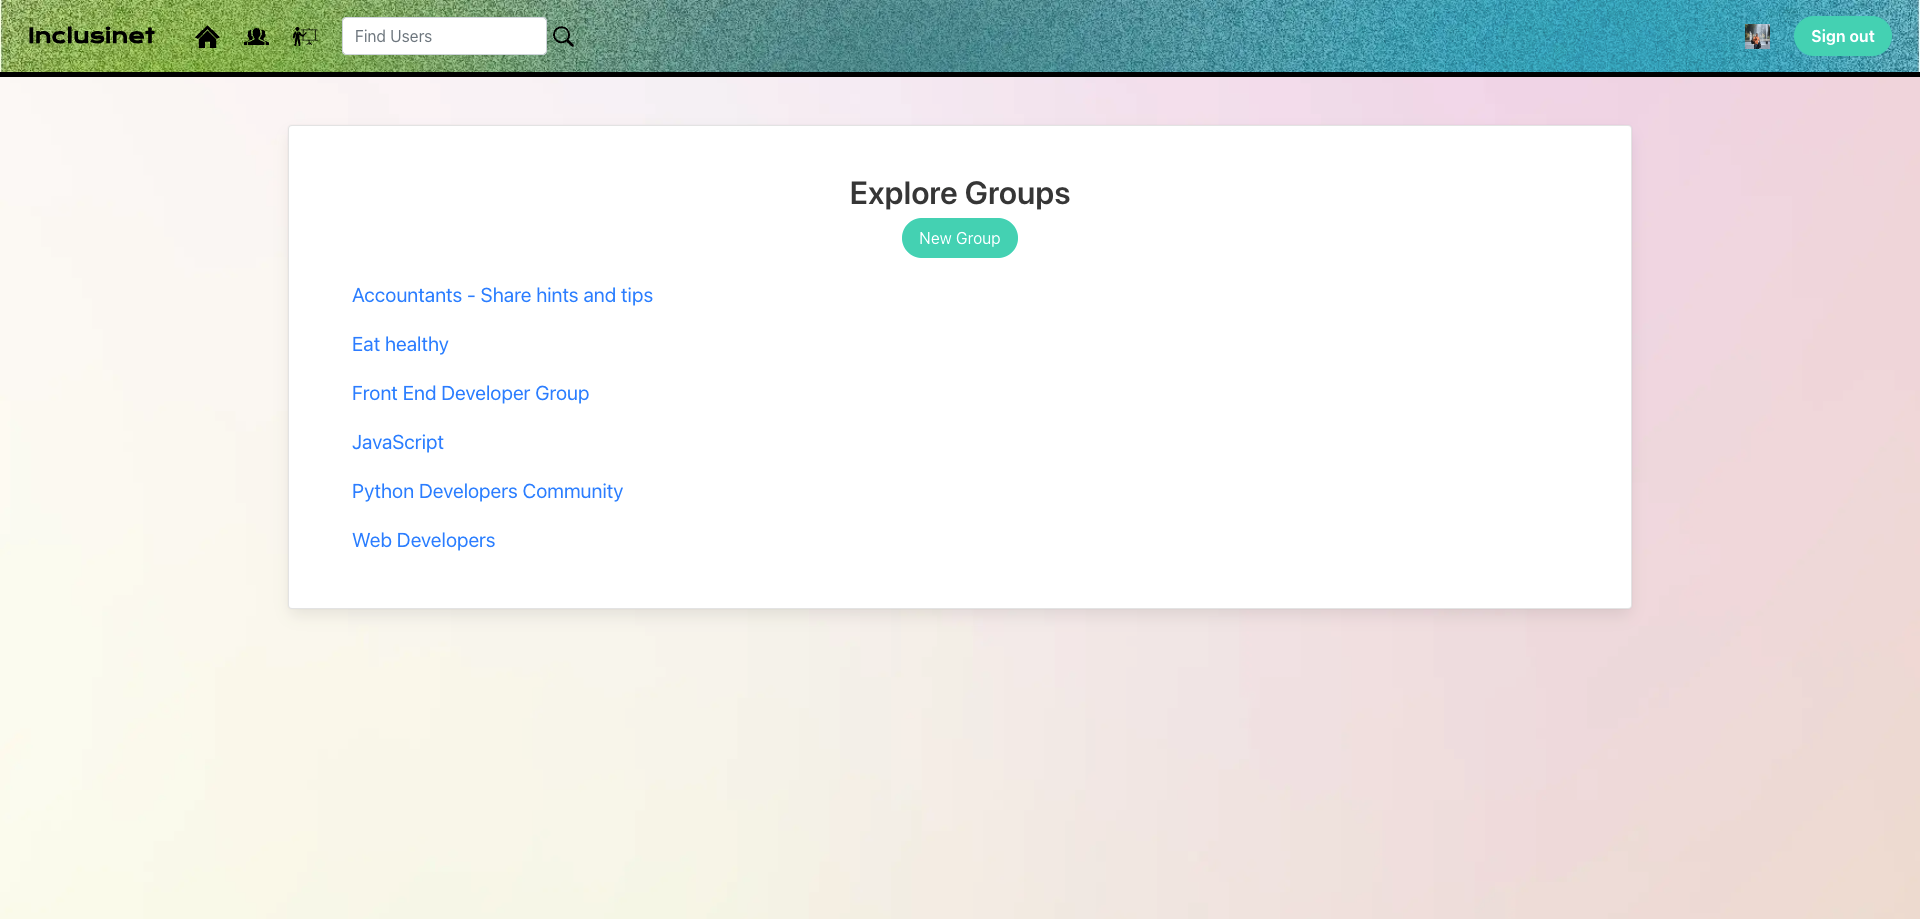 Inclusinet
Find Users
Sign out
Explore Groups
New Group
Accountants - Share hints and tips
Eat healthy
Front End Developer Group
JavaScript
Python Developers Community
Web Developers